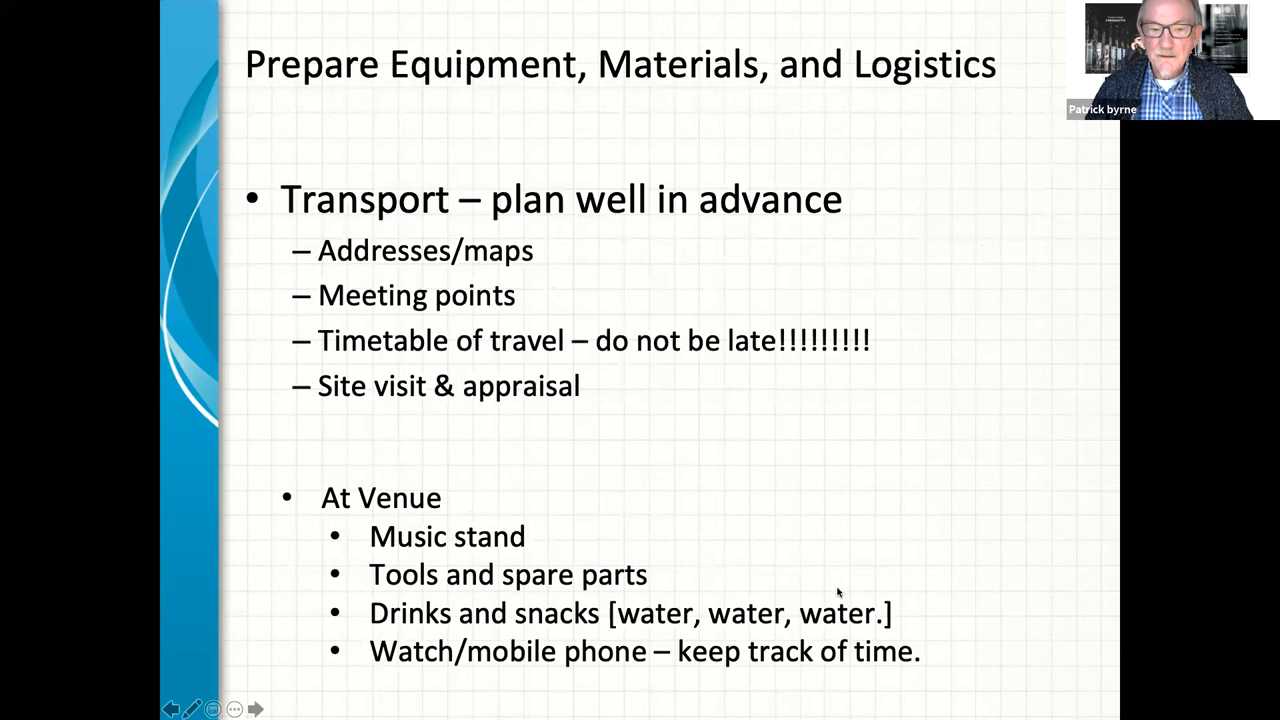 Prepare Equipment, Materials, and Logistics
Patrick byrne
• Transport – plan well in advance
– Addresses/maps
– Meeting points
– Timetable of travel – do not be late!!!!!!!!!
– Site visit & appraisal
• At Venue
• Music stand
• Tools and spare parts
• Drinks and snacks [water, water, water.]
• Watch/mobile phone – keep track of time.